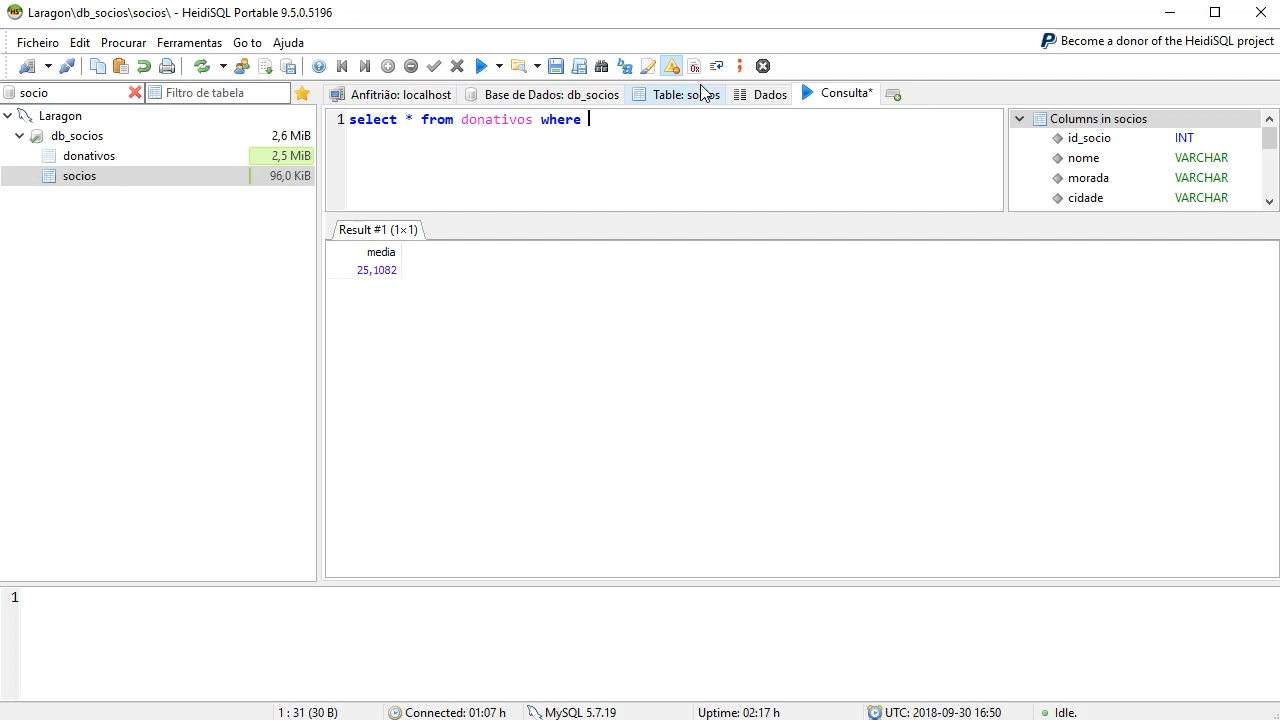 Laragon\db_socios\socios\ - HeidiSQL Portable 9.5.0.5196
Ficheiro Edit Procurar Ferramentas Go to Ajuda
Become a donor of the HeidiSQL project
socio
Filtro de tabela
Anfitrião: localhost
Base de Dados: db_socios
Table: socios
Dados
Consulta*
Laragon
db_socios 2,6 MiB
donativos 2,5 MiB
socios 96,0 KiB
1 select * from donativos where
Columns in socios
id_socio INT
nome VARCHAR
morada VARCHAR
cidade VARCHAR
Result #1 (1×1)
media
25,1082
1
1 : 31 (30 B)
Connected: 01:07 h
MySQL 5.7.19
Uptime: 02:17 h
UTC: 2018-09-30 16:50
Idle.